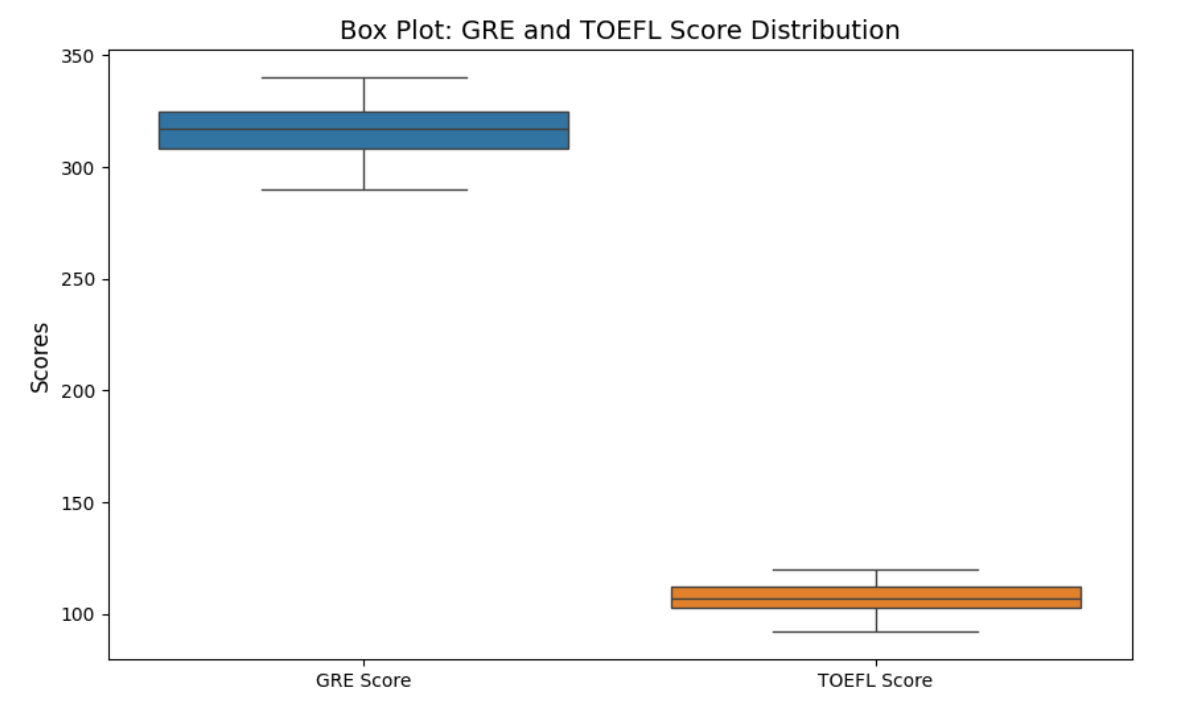 Box Plot: GRE and TOEFL Score Distribution
Scores
350
300
250
200
150
100
GRE Score
TOEFL Score